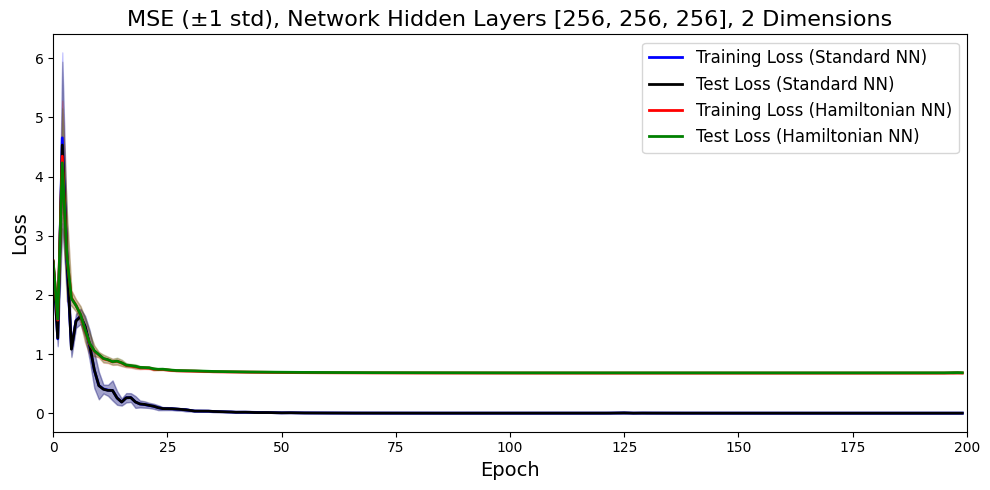 MSE (±1 std), Network Hidden Layers [256, 256, 256], 2 Dimensions
Training Loss (Standard NN)
Test Loss (Standard NN)
Training Loss (Hamiltonian NN)
Test Loss (Hamiltonian NN)
Loss
6
5
4
3
2
1
0
0 25 50 75 100 125 150 175 200
Epoch